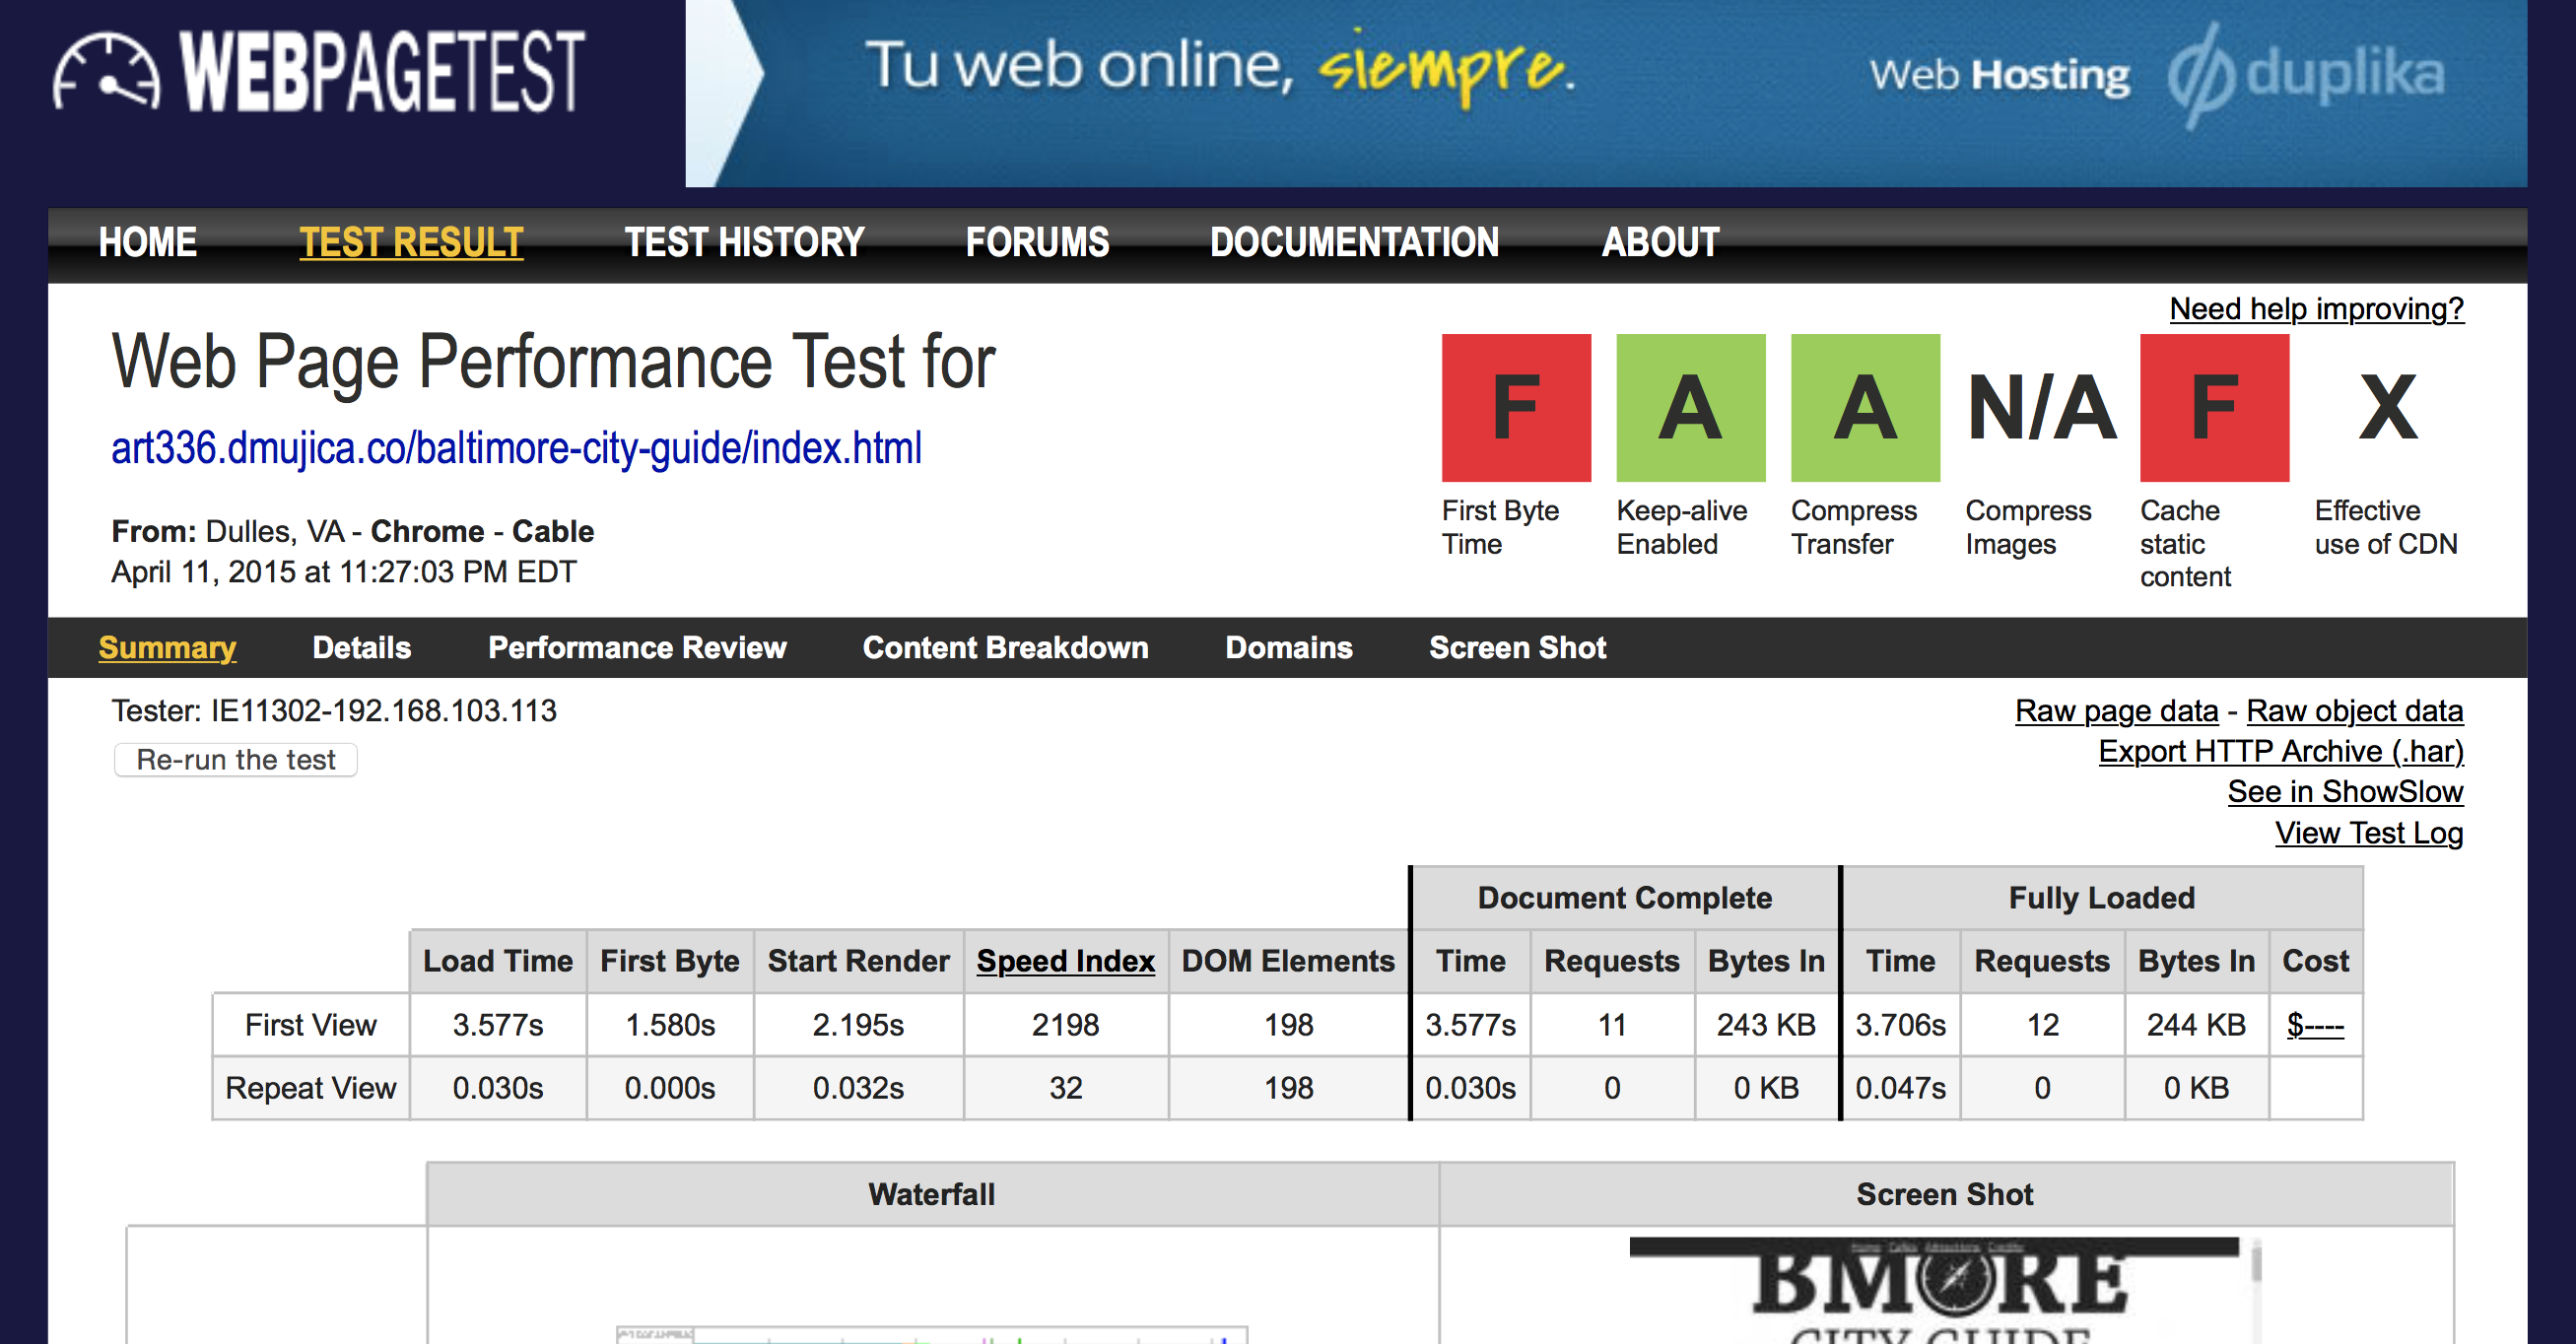 WEBPAGETEST
Tu web online, siempre.
Web Hosting duplika
HOME TEST RESULT TEST HISTORY FORUMS DOCUMENTATION ABOUT
Need help improving?
Web Page Performance Test for
art336.dmujica.co/baltimore-city-guide/index.html
From: Dulles, VA - Chrome - Cable
April 11, 2015 at 11:27:03 PM EDT
F A A N/A F X
First Byte Time
Keep-alive Enabled
Compress Transfer
Compress Images
Cache static content
Effective use of CDN
Summary Details Performance Review Content Breakdown Domains Screen Shot
Tester: IE11302-192.168.103.113
Re-run the test
Raw page data - Raw object data
Export HTTP Archive (.har)
See in ShowSlow
View Test Log
Document Complete Fully Loaded
Load Time First Byte Start Render Speed Index DOM Elements Time Requests Bytes In Time Requests Bytes In Cost
First View 3.577s 1.580s 2.195s 2198 198 3.577s 11 243 KB 3.706s 12 244 KB $----
Repeat View 0.030s 0.000s 0.032s 32 198 0.030s 0 0 KB 0.047s 0 0 KB
Waterfall Screen Shot
BMORE
CITY GUIDE